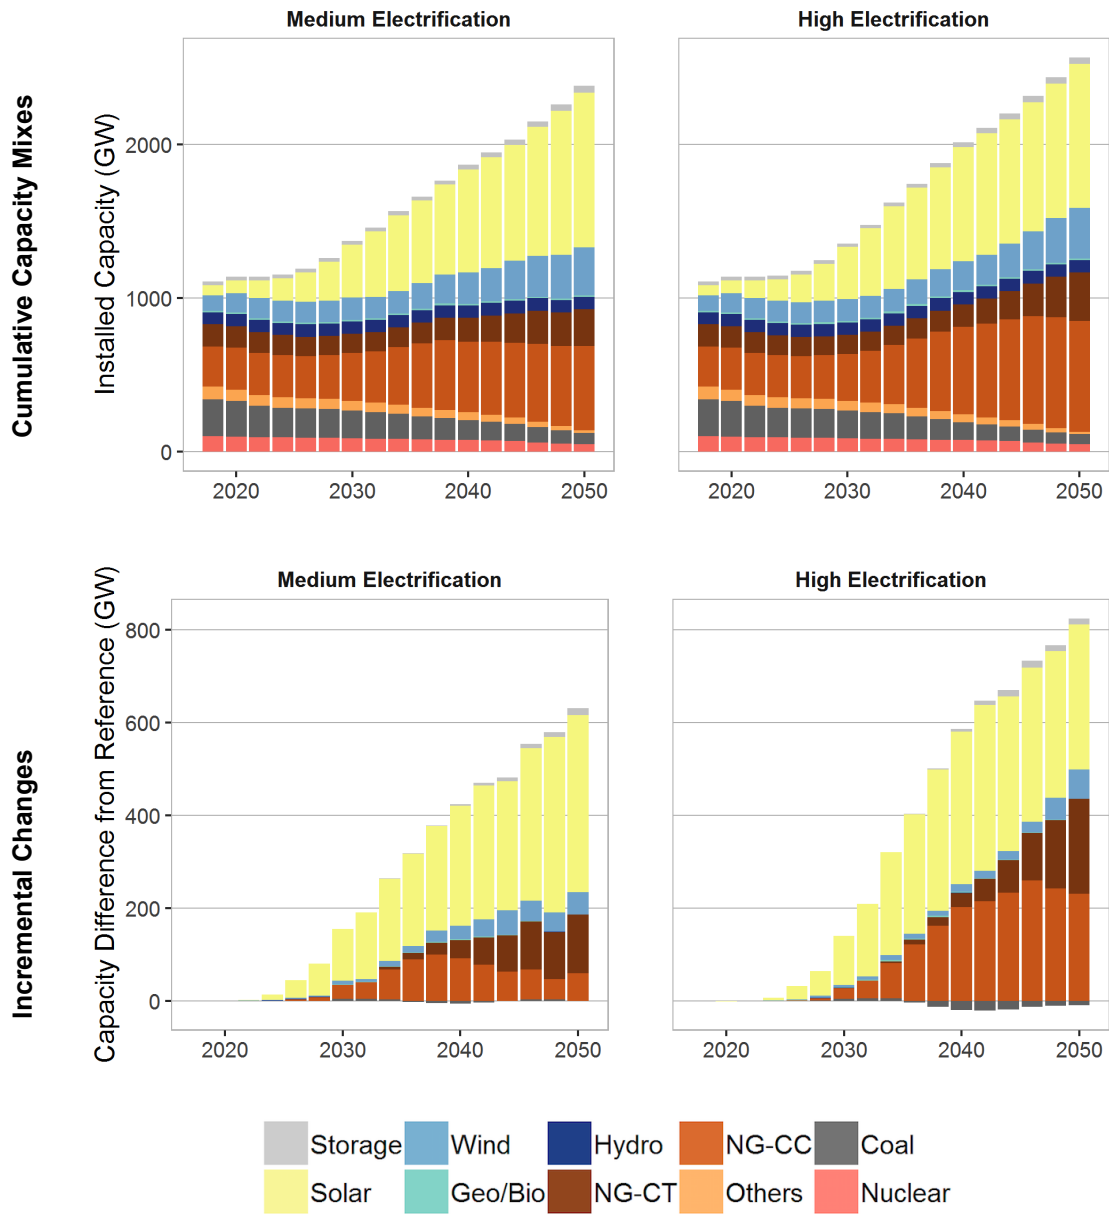 Medium Electrification
High Electrification
Cumulative Capacity Mixes
Installed Capacity (GW)
2000
1000
0
2020 2030 2040 2050
2020 2030 2040 2050
Medium Electrification
High Electrification
Incremental Changes
Capacity Difference from Reference (GW)
800
600
400
200
0
2020 2030 2040 2050
2020 2030 2040 2050
Storage Wind Hydro NG-CC Coal
Solar Geo/Bio NG-CT Others Nuclear